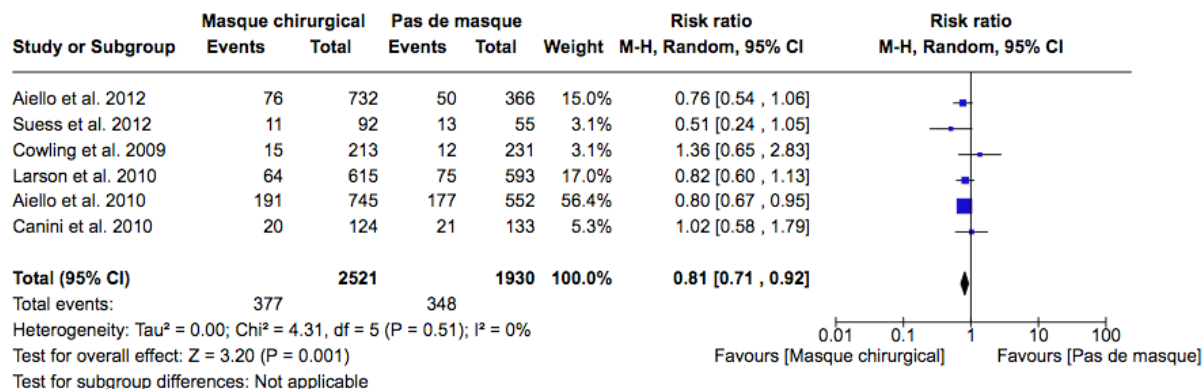 Masque chirurgical Pas de masque Risk ratio Risk ratio
Study or Subgroup Events Total Events Total Weight M-H, Random, 95% CI M-H, Random, 95% CI
Aiello et al. 2012 76 732 50 366 15.0% 0.76 [0.54 , 1.06]
Suess et al. 2012 11 92 13 55 3.1% 0.51 [0.24 , 1.05]
Cowling et al. 2009 15 213 12 231 3.1% 1.36 [0.65 , 2.83]
Larson et al. 2010 64 615 75 593 17.0% 0.82 [0.60 , 1.13]
Aiello et al. 2010 191 745 177 552 56.4% 0.80 [0.67 , 0.95]
Canini et al. 2010 20 124 21 133 5.3% 1.02 [0.58 , 1.79]
Total (95% CI) 2521 1930 100.0% 0.81 [0.71 , 0.92]
Total events: 377 348
Heterogeneity: Tau² = 0.00; Chi² = 4.31, df = 5 (P = 0.51); I² = 0%
0.01 0.1 1 10 100
Test for overall effect: Z = 3.20 (P = 0.001)
Favours [Masque chirurgical] Favours [Pas de masque]
Test for subgroup differences: Not applicable